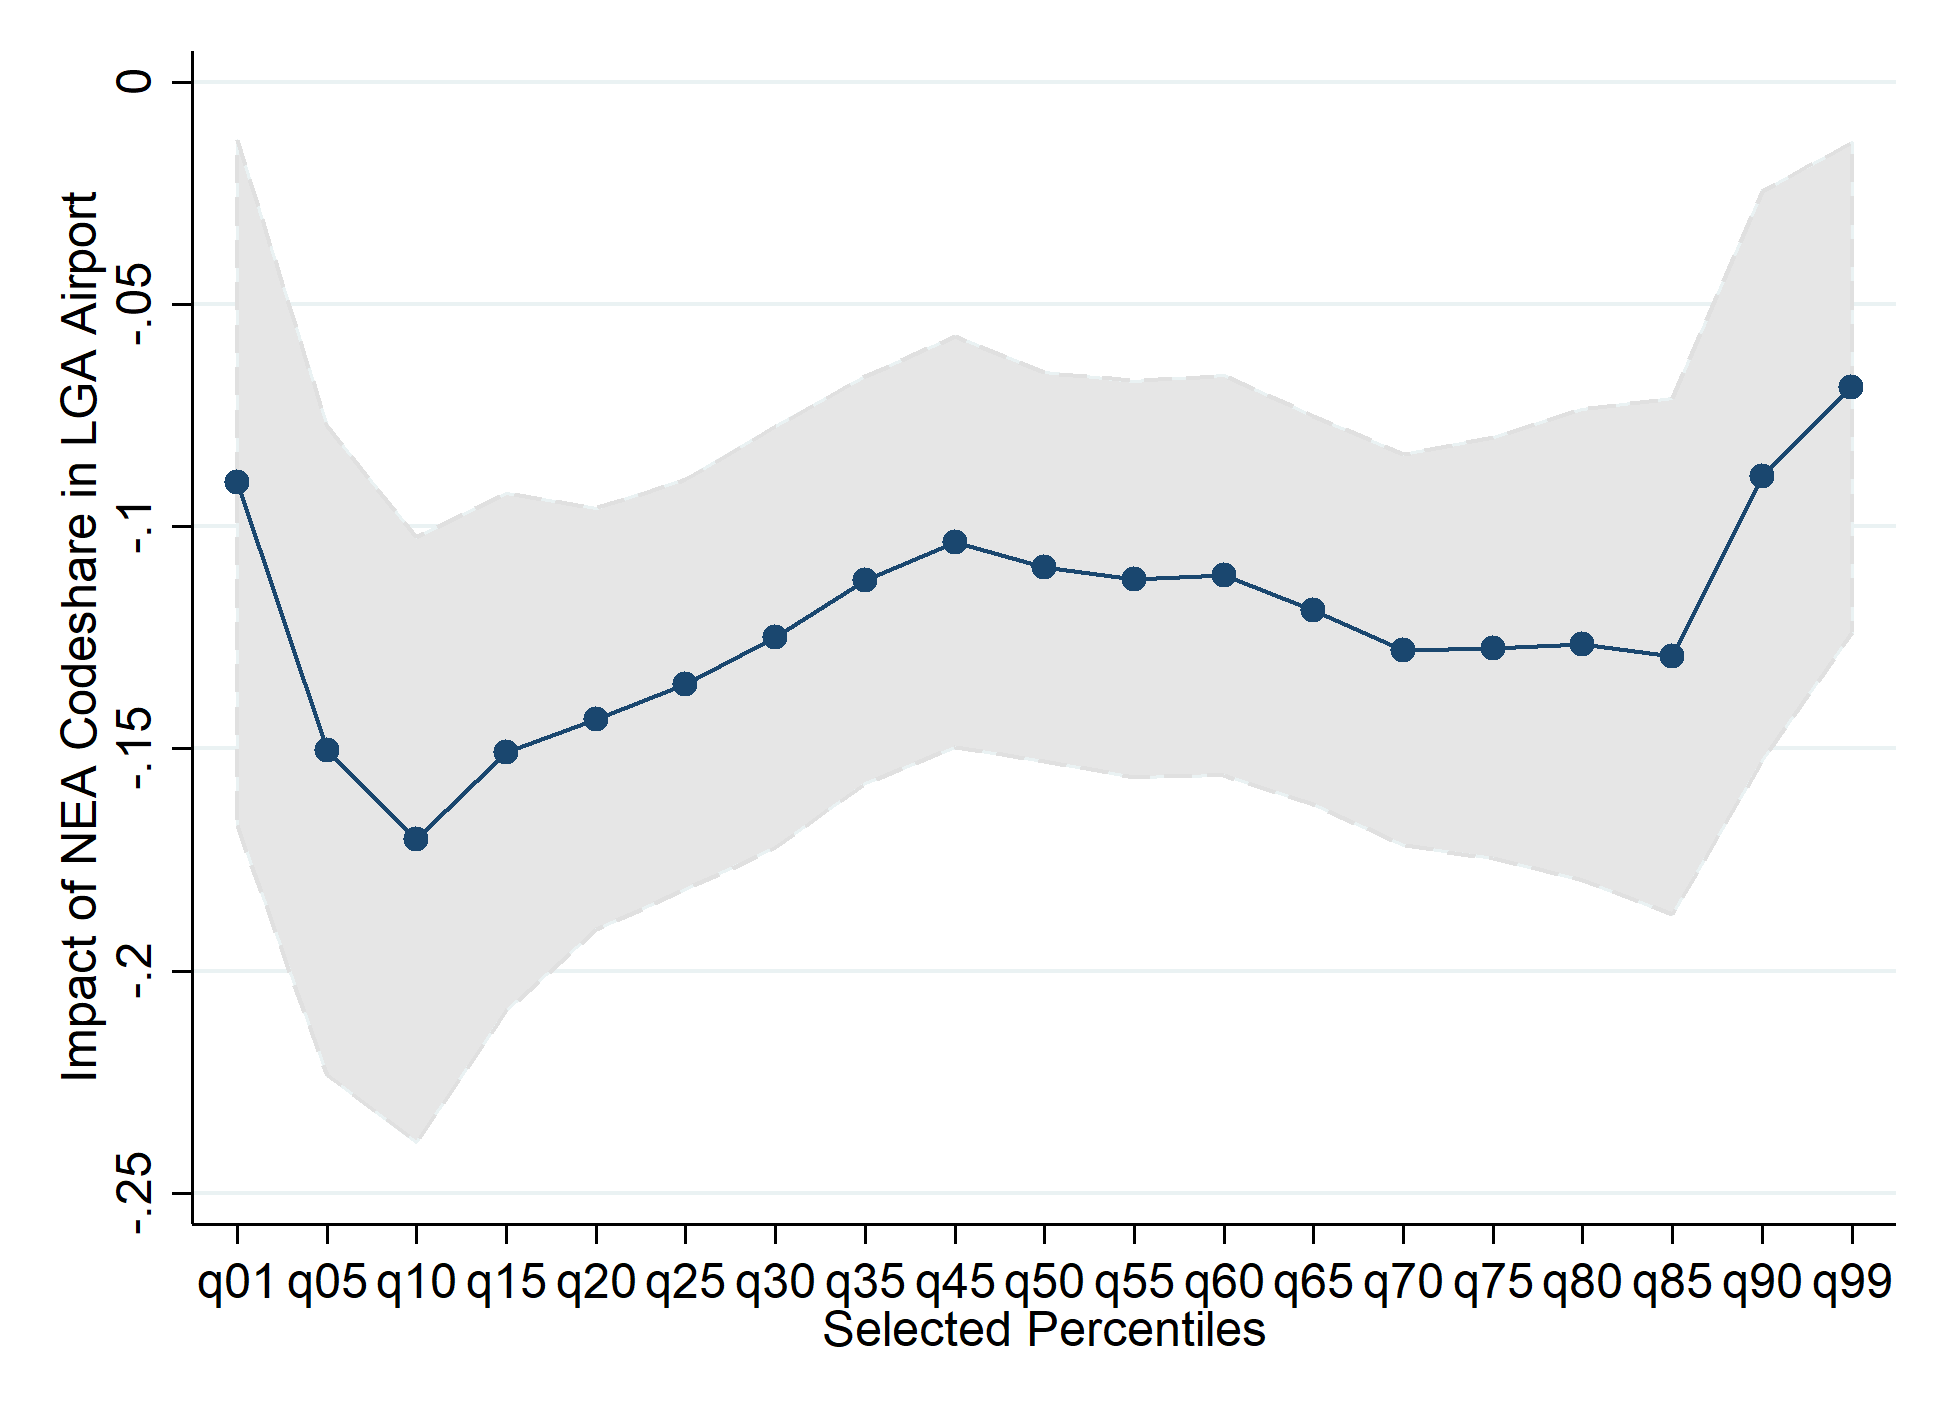 Impact of NEA Codeshare in LGA Airport
0
-.05
-.1
-.15
-.2
-.25
q01 q05 q10 q15 q20 q25 q30 q35 q45 q50 q55 q60 q65 q70 q75 q80 q85 q90 q99
Selected Percentiles